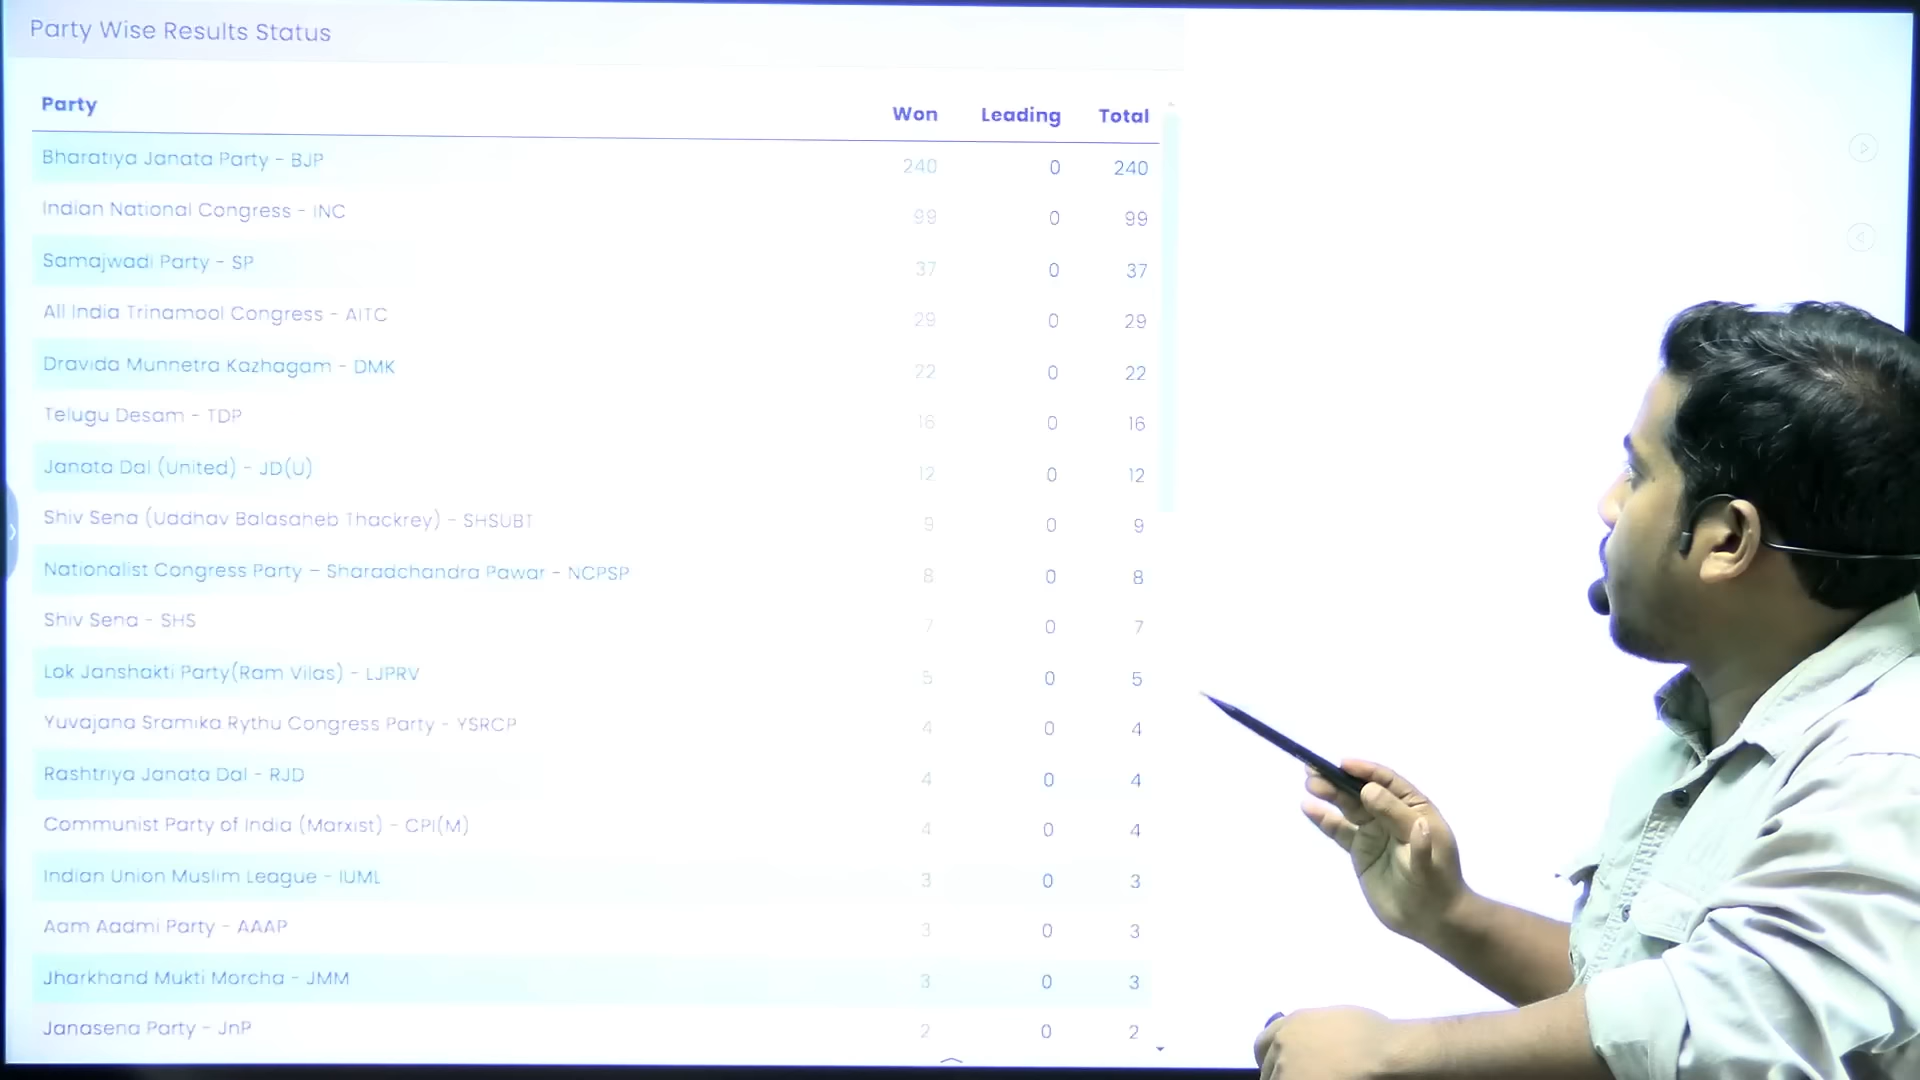 Party Wise Results Status
Party Won Leading Total
Bharatiya Janata Party - BJP 240 0 240
Indian National Congress - INC 99 0 99
Samajwadi Party - SP 37 0 37
All India Trinamool Congress - AITC 29 0 29
Dravida Munnetra Kazhagam - DMK 22 0 22
Telugu Desam - TDP 16 0 16
Janata Dal (United) - JD(U) 12 0 12
Shiv Sena (Uddhav Balasaheb Thackrey) - SHSUBT 9 0 9
Nationalist Congress Party – Sharadchandra Pawar - NCPSP 8 0 8
Shiv Sena - SHS 7 0 7
Lok Janshakti Party(Ram Vilas) - LJPRV 5 0 5
Yuvajana Sramika Rythu Congress Party - YSRCP 4 0 4
Rashtriya Janata Dal - RJD 4 0 4
Communist Party of India (Marxist) - CPI(M) 4 0 4
Indian Union Muslim League - IUML 3 0 3
Aam Aadmi Party - AAAP 3 0 3
Jharkhand Mukti Morcha - JMM 3 0 3
Janasena Party - JnP 2 0 2